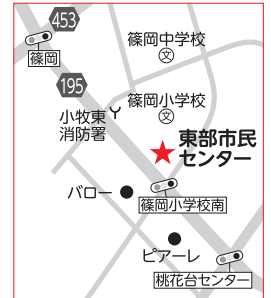 453
篠岡
篠岡中学校
文
195
小牧東
消防署
篠岡小学校
文
東部市民
センター
バロー
篠岡小学校南
ピアーレ
桃花台センター